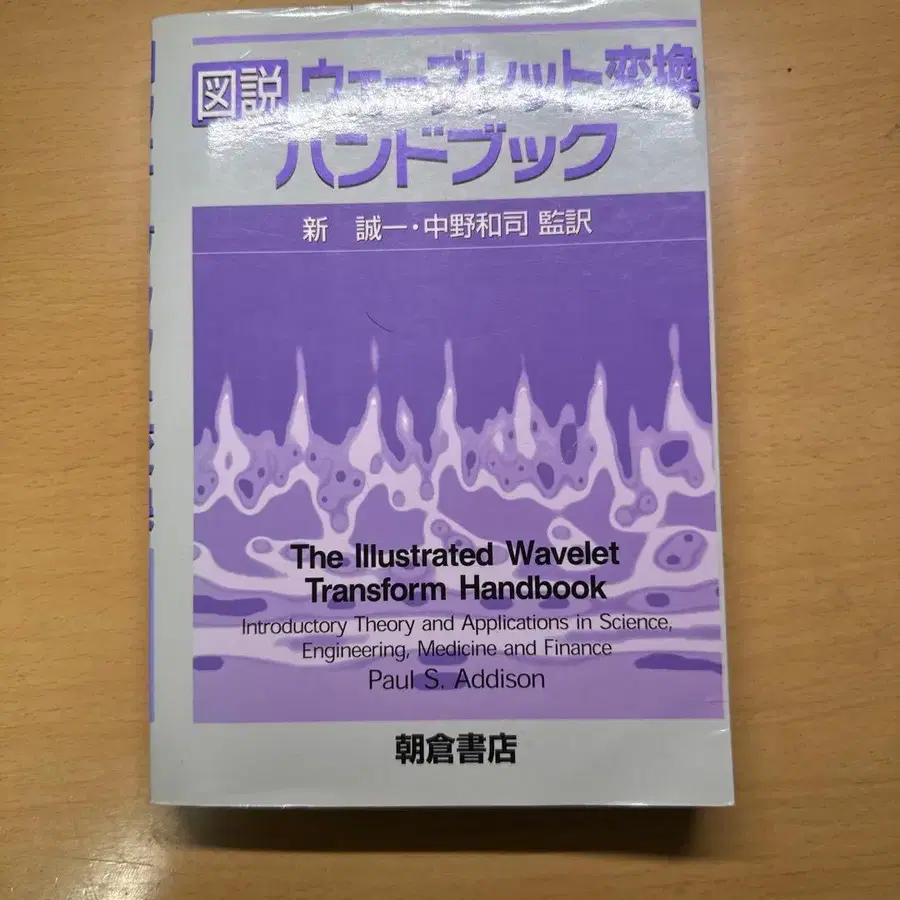 図説 ウェーブレット変換
ハンドブック
新 誠一・中野和司 監訳
The Illustrated Wavelet
Transform Handbook
Introductory Theory and Applications in Science,
Engineering, Medicine and Finance
Paul S. Addison
朝倉書店